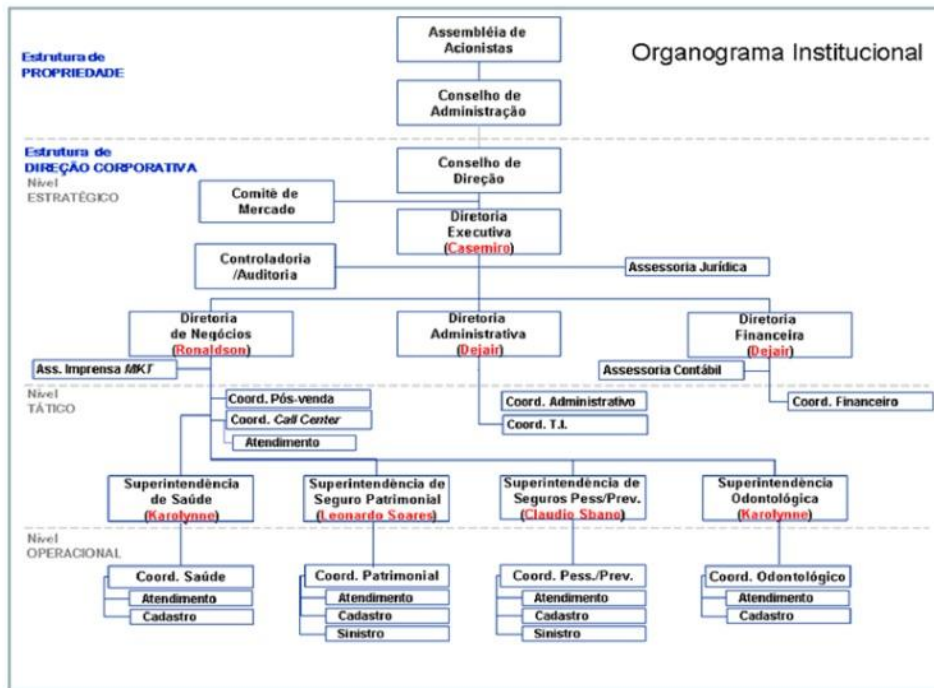 Organograma Institucional
Assembléia de
Acionistas
Estrutura de
PROPRIEDADE
Conselho de
Administração
Estrutura de
DIREÇÃO CORPORATIVA
Nível
ESTRATÉGICO
Conselho de
Direção
Comitê de
Mercado
Diretoria
Executiva
(Casemiro)
Controladoria
/Auditoria
Assessoria Jurídica
Diretoria
de Negócios
(Ronaldson)
Diretoria
Administrativa
(Dejair)
Diretoria
Financeira
(Dejair)
Ass. Imprensa MKT
Assessoria Contábil
Nível
TÁTICO
Coord. Pós-venda
Coord. Call Center
Atendimento
Coord. Administrativo
Coord. T.I.
Coord. Financeiro
Superintendência
de Saúde
(Karolynne)
Superintendência de
Seguro Patrimonial
(Leonardo Soares)
Superintendência de
Seguros Pess/Prev.
(Claudio Sbano)
Superintendência
Odontológica
(Karolynne)
Nível
OPERACIONAL
Coord. Saúde
Atendimento
Cadastro
Coord. Patrimonial
Atendimento
Cadastro
Sinistro
Coord. Pess./Prev.
Atendimento
Cadastro
Sinistro
Coord. Odontológico
Atendimento
Cadastro